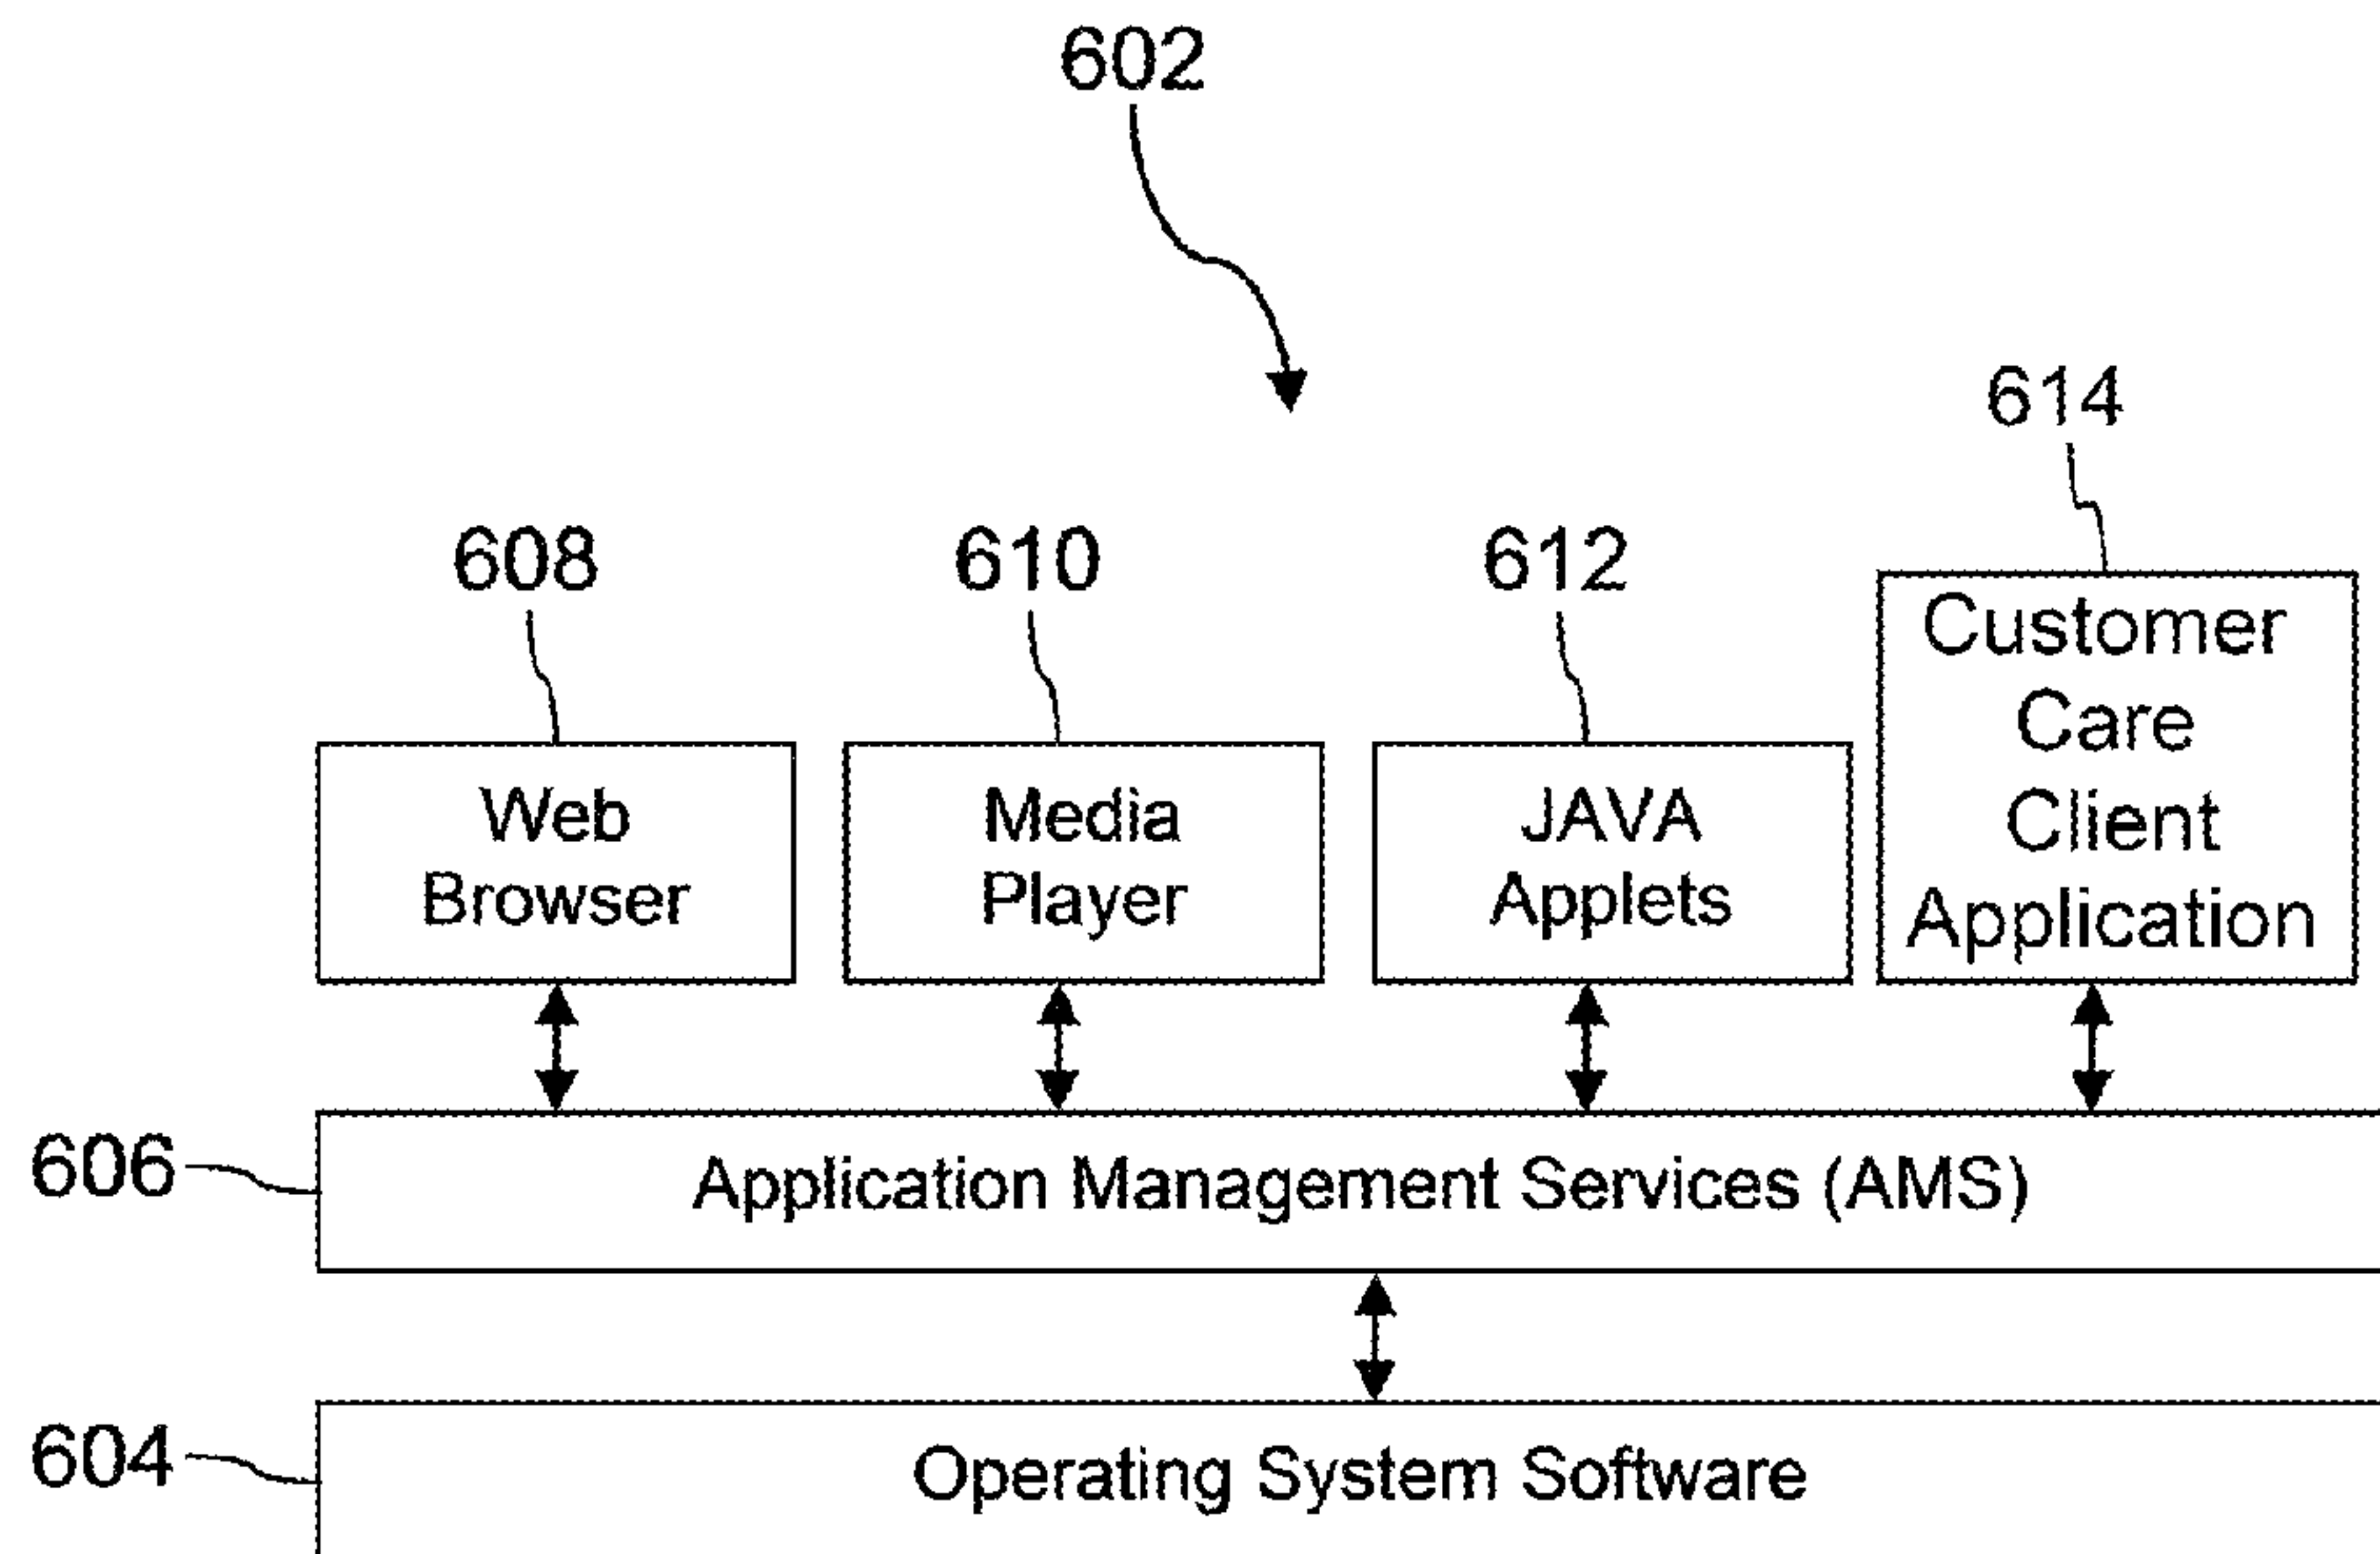 602
614
608
610
612
Customer
Care
Client
Application
Web
Browser
Media
Player
JAVA
Applets
606
Application Management Services (AMS)
604
Operating System Software